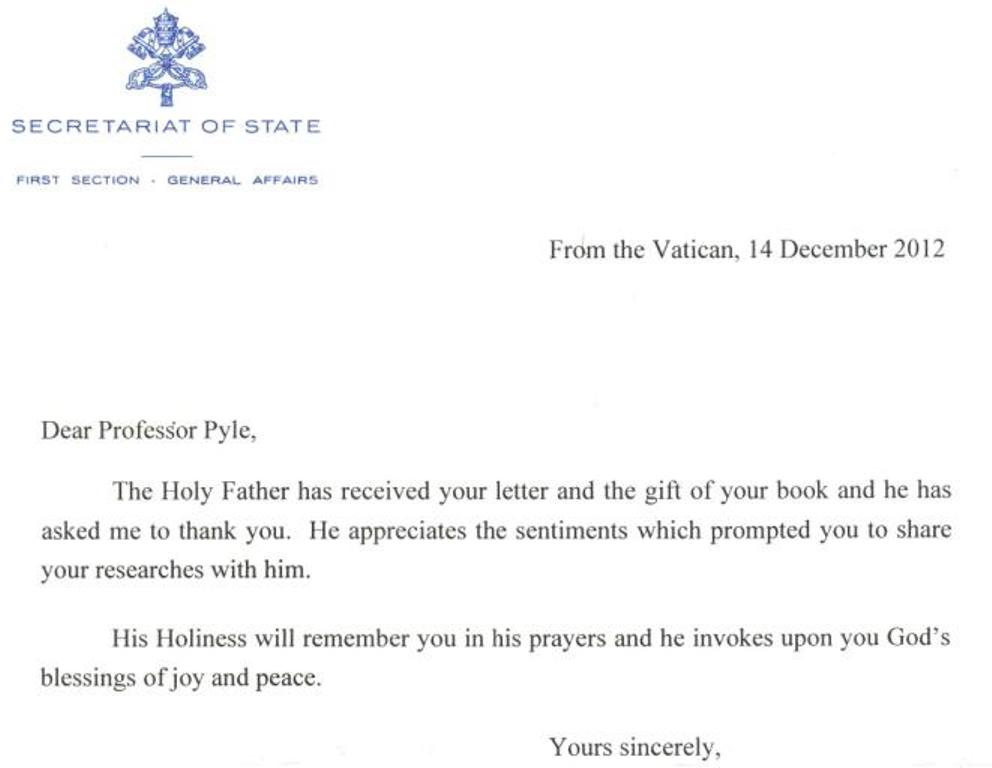 SECRETARIAT OF STATE
FIRST SECTION · GENERAL AFFAIRS
From the Vatican, 14 December 2012
Dear Professor Pyle,
The Holy Father has received your letter and the gift of your book and he has
asked me to thank you. He appreciates the sentiments which prompted you to share
your researches with him.
His Holiness will remember you in his prayers and he invokes upon you God’s
blessings of joy and peace.
Yours sincerely,